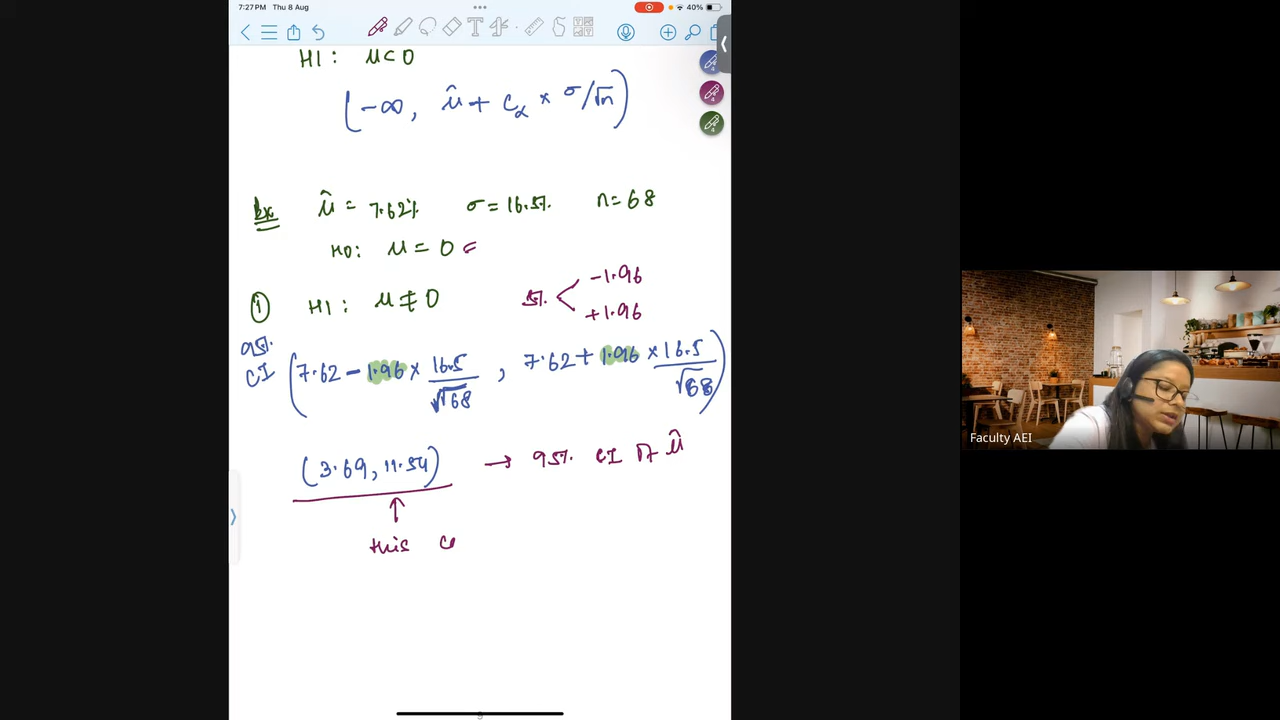 7:27 PM Thu 8 Aug
40%
H1 : μ < 0
(-∞, μ̂ + Cα × σ/√n)
Ex μ̂ = 7.62% σ = 16.5% n = 68
H0: μ = 0
① H1 : μ ≠ 0
5% -1.96
+1.96
95% CI (7.62 - 1.96 × 16.5/√68 , 7.62 + 1.96 × 16.5/√68)
(3.69, 11.54) → 95% CI of μ̂
↑
this
Faculty AEI
9